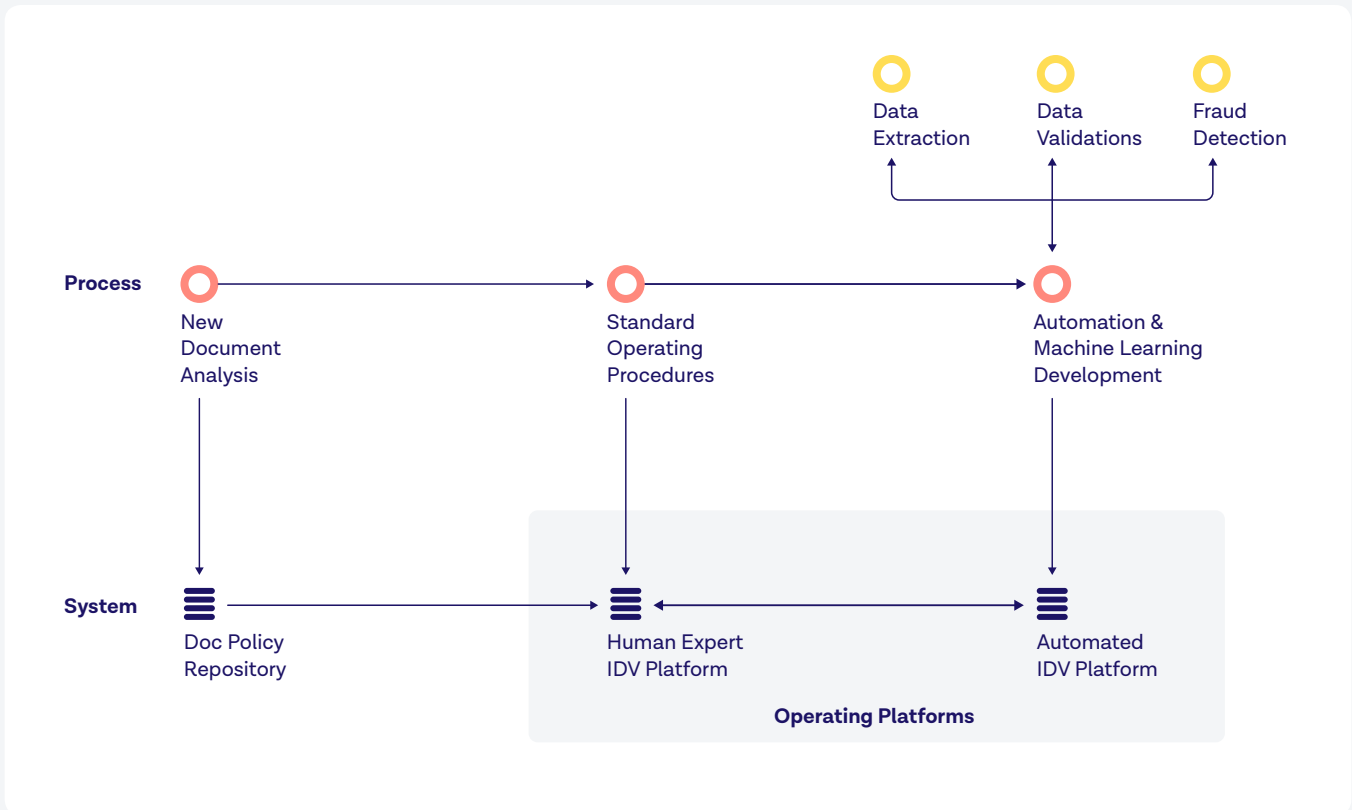 Data
Extraction
Data
Validations
Fraud
Detection
Process
New
Document
Analysis
Standard
Operating
Procedures
Automation &
Machine Learning
Development
System
Doc Policy
Repository
Human Expert
IDV Platform
Automated
IDV Platform
Operating Platforms